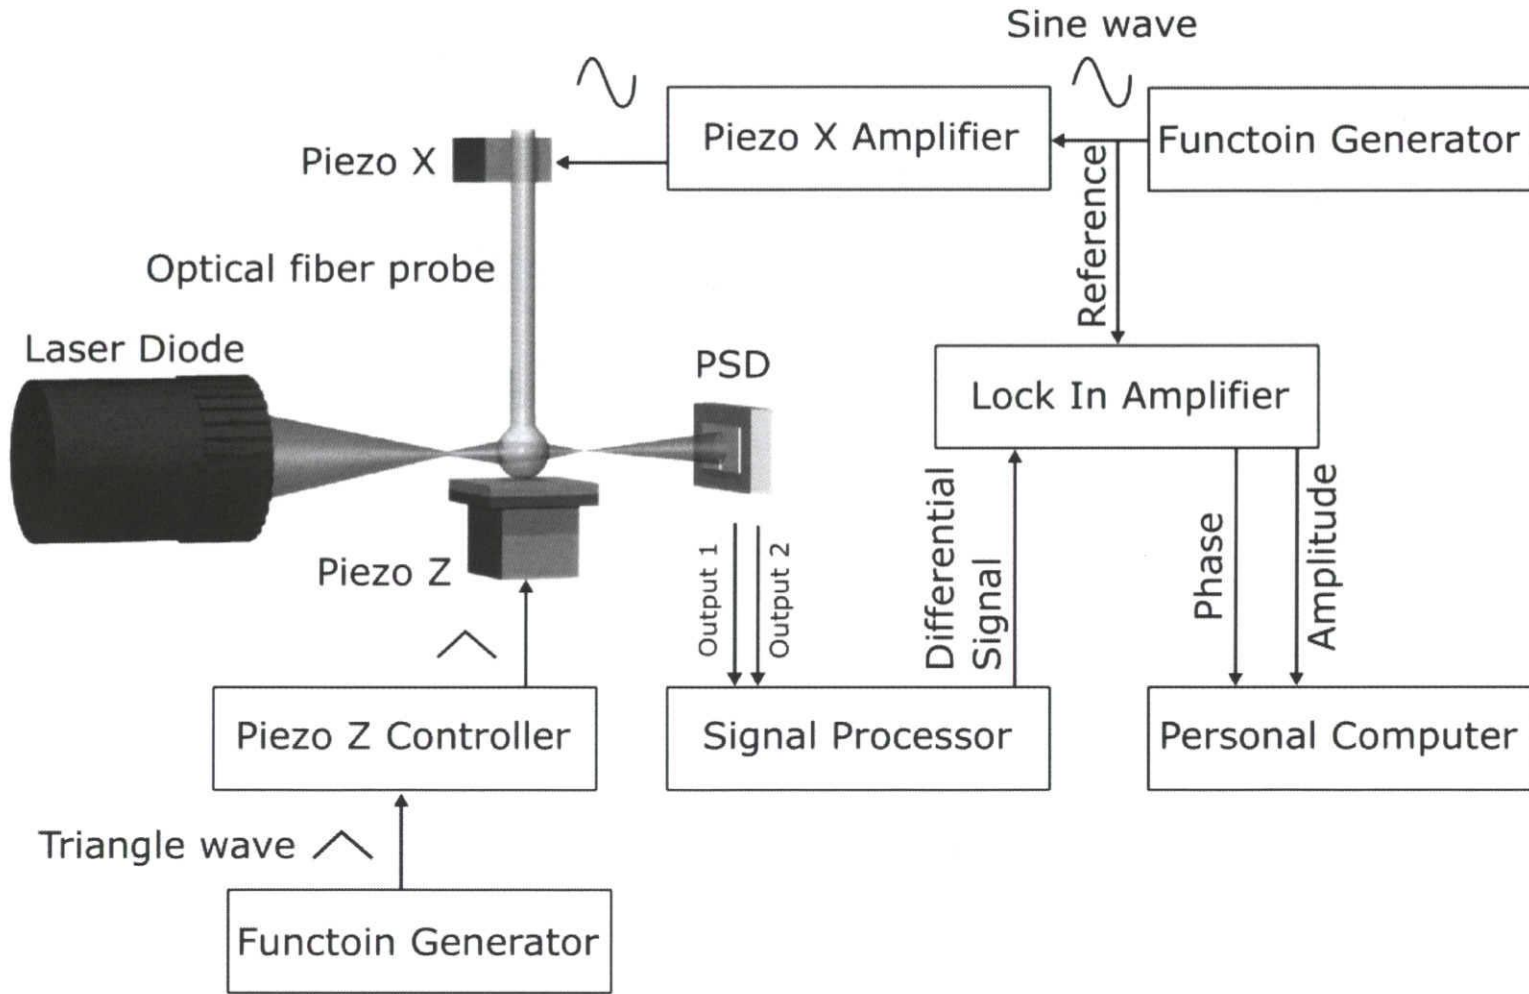 Sine wave
Piezo X Amplifier
Functoin Generator
Piezo X
Reference
Optical fiber probe
Laser Diode
PSD
Lock In Amplifier
Piezo Z
Output 1
Output 2
Differential
Signal
Phase
Amplitude
Piezo Z Controller
Signal Processor
Personal Computer
Triangle wave
Functoin Generator